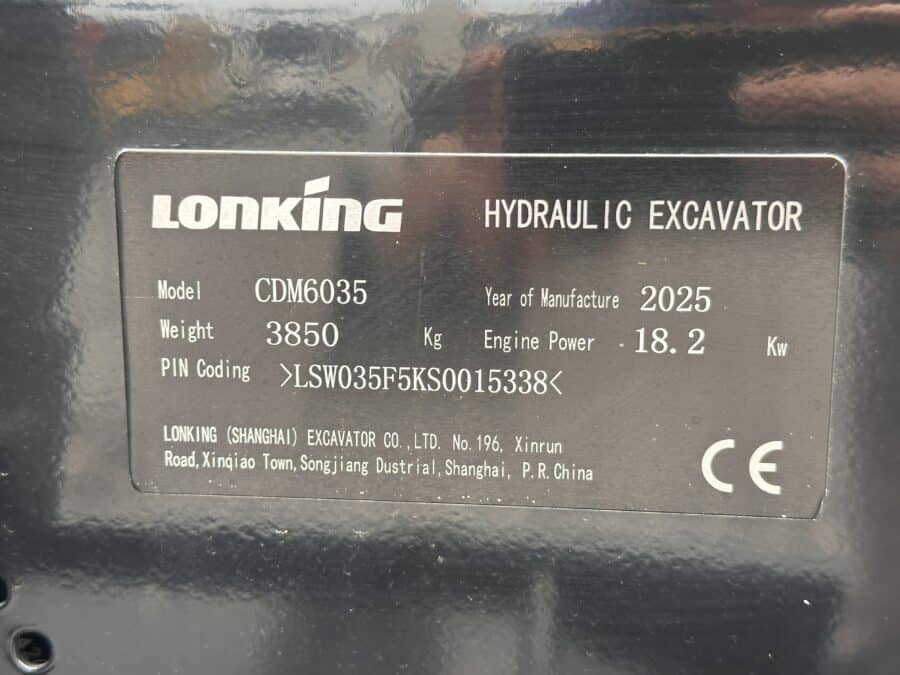 LONKING HYDRAULIC EXCAVATOR
Model CDM6035 Year of Manufacture 2025
Weight 3850 Kg Engine Power 18.2 Kw
PIN Coding >LSW035F5KS0015338<
LONKING (SHANGHAI) EXCAVATOR CO.,LTD. No.196, Xinrun
Road,Xinqiao Town,Songjiang Dustrial,Shanghai, P.R.China
CE